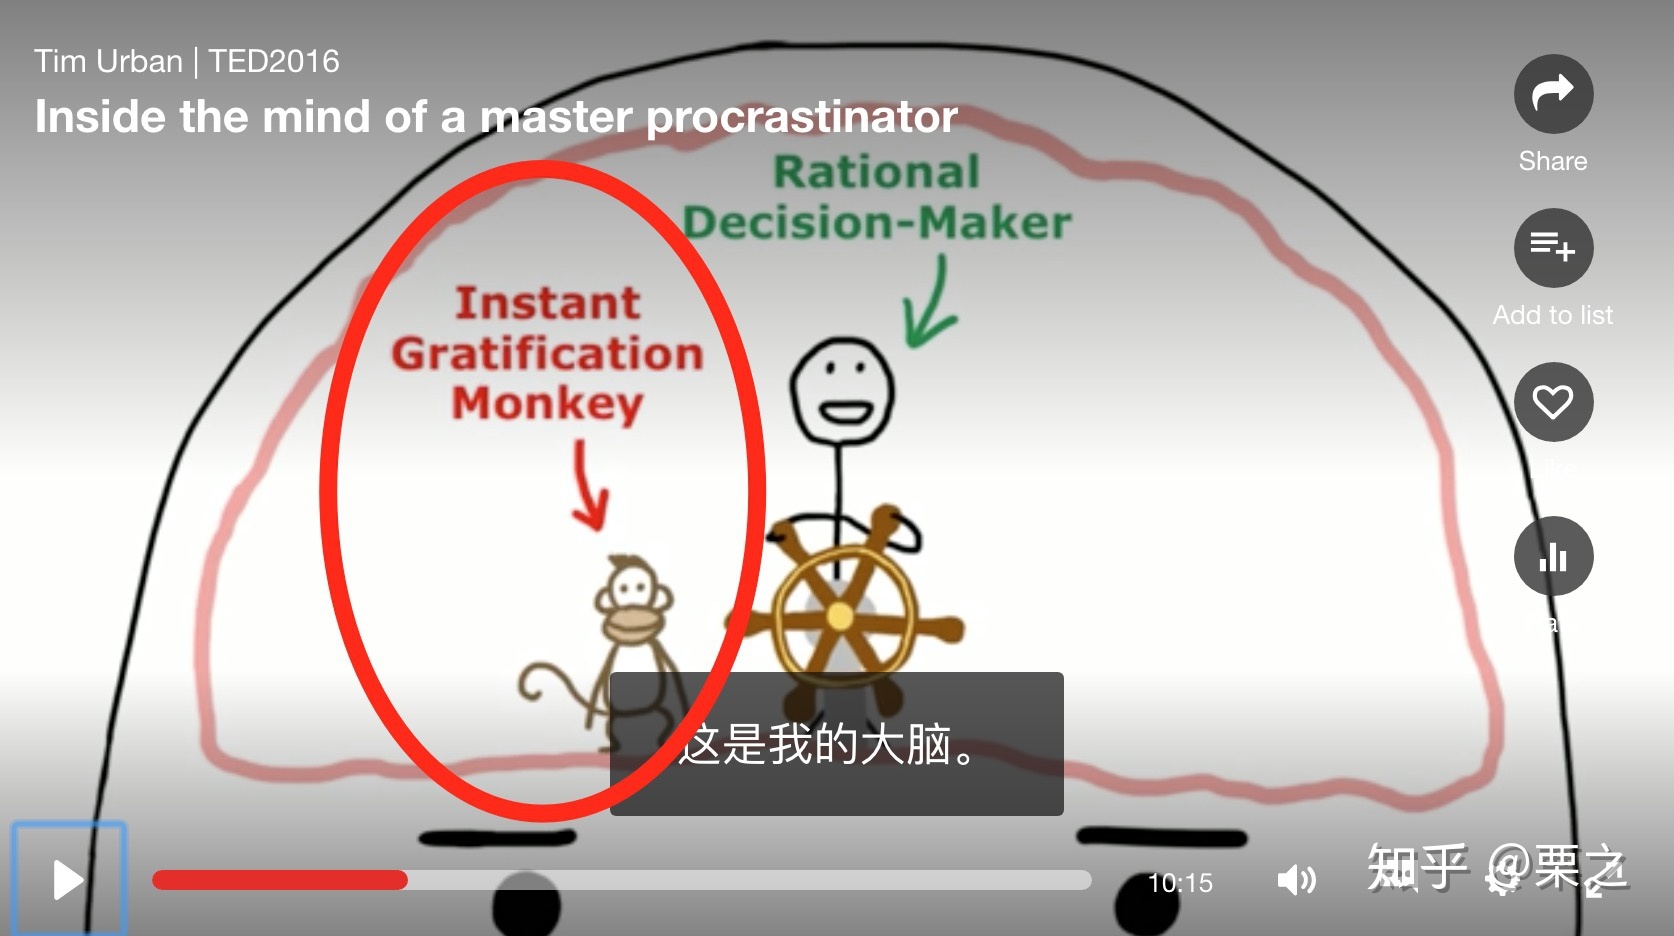 Tim Urban | TED2016
Inside the mind of a master procrastinator
Share
Rational
Decision-Maker
Add to list
Instant
Gratification
Monkey
这是我的大脑。
10:15
知乎 @栗之